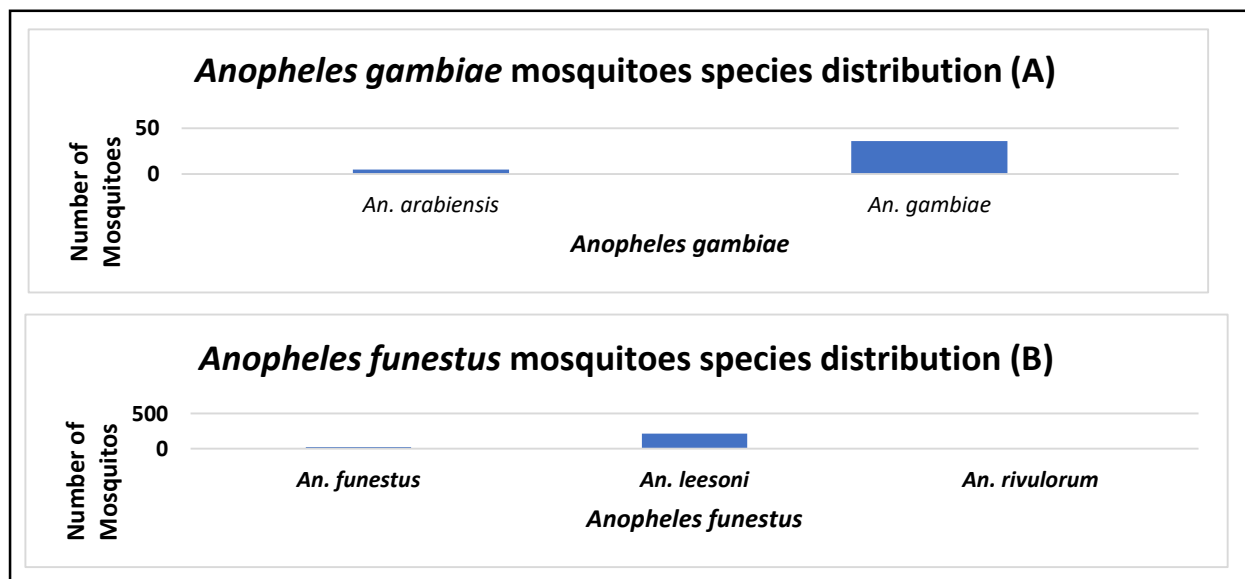 Anopheles gambiae mosquitoes species distribution (A)
Number of
Mosquitoes
50
0
An. arabiensis
An. gambiae
Anopheles gambiae
Anopheles funestus mosquitoes species distribution (B)
Number of
Mosquitos
500
0
An. funestus
An. leesoni
An. rivulorum
Anopheles funestus